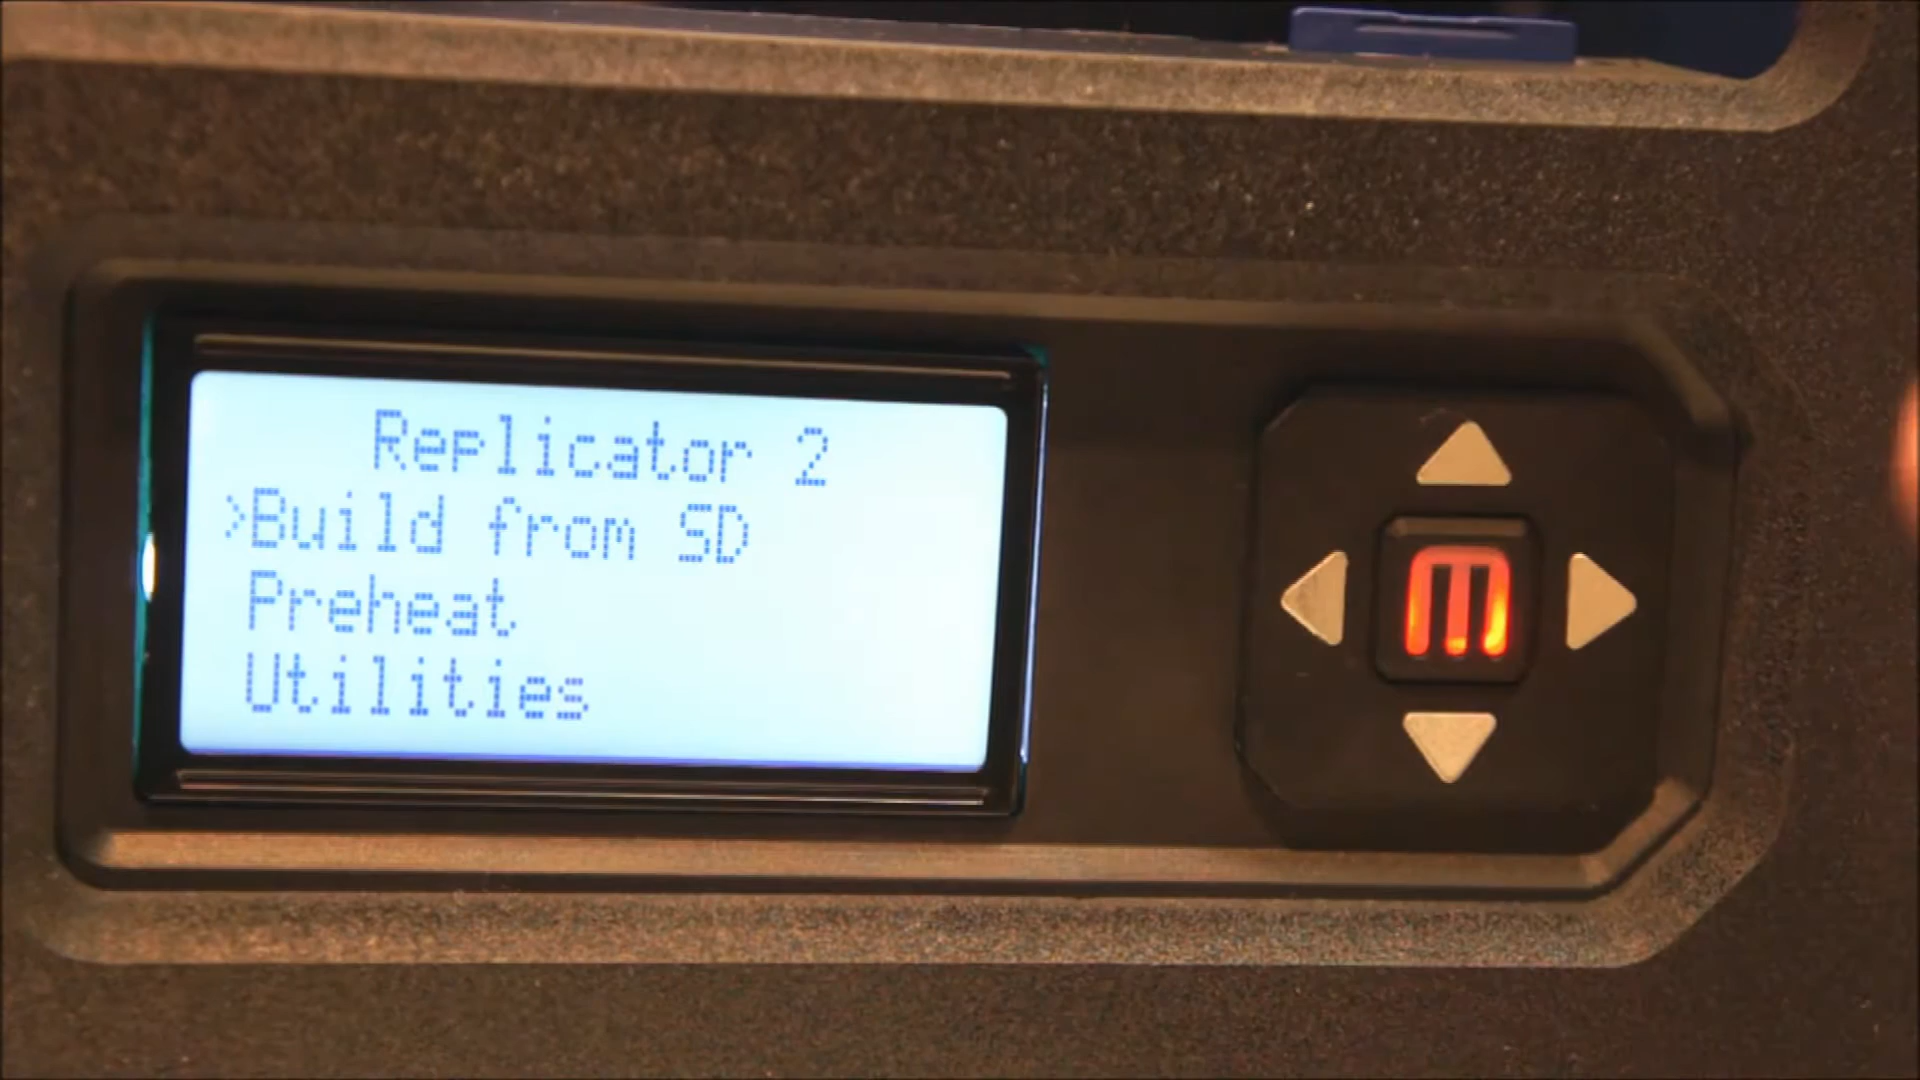 Replicator 2
>Build from SD
Preheat
Utilities
M